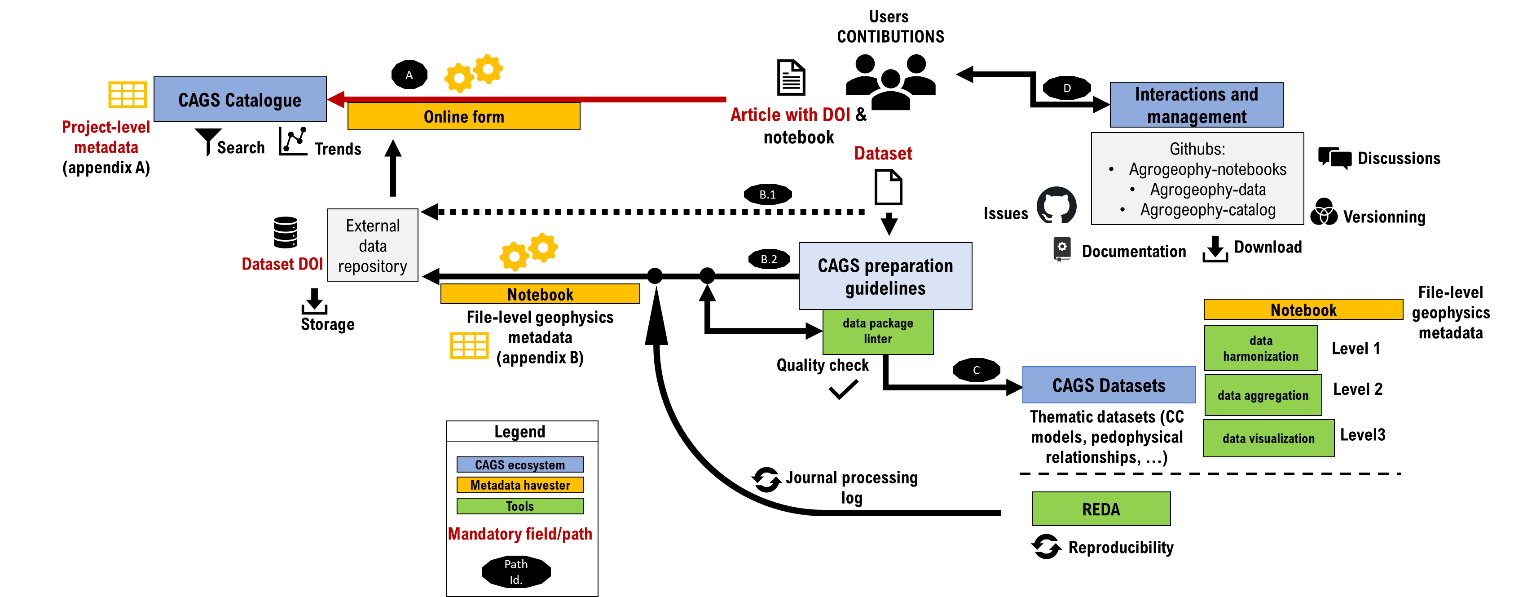 Users
CONTIBUTIONS
A
CAGS Catalogue
Online form
Project-level
metadata
(appendix A)
Search
Trends
Article with DOI &
notebook
D
Interactions and
management
Githubs:
• Agrogeophy-notebooks
• Agrogeophy-data
• Agrogeophy-catalog
Discussions
Issues
Versionning
Documentation
Download
Dataset
B.1
External
data
repository
Dataset DOI
Storage
B.2
CAGS preparation
guidelines
Notebook
File-level geophysics
metadata
(appendix B)
data package
linter
Quality check
C
CAGS Datasets
Thematic datasets (CC
models, pedophysical
relationships, ...)
Notebook
File-level
geophysics
metadata
data
harmonization
Level 1
data aggregation
Level 2
data visualization
Level3
Journal processing
log
REDA
Reproducibility
Legend
CAGS ecosystem
Metadata havester
Tools
Mandatory field/path
Path
Id.